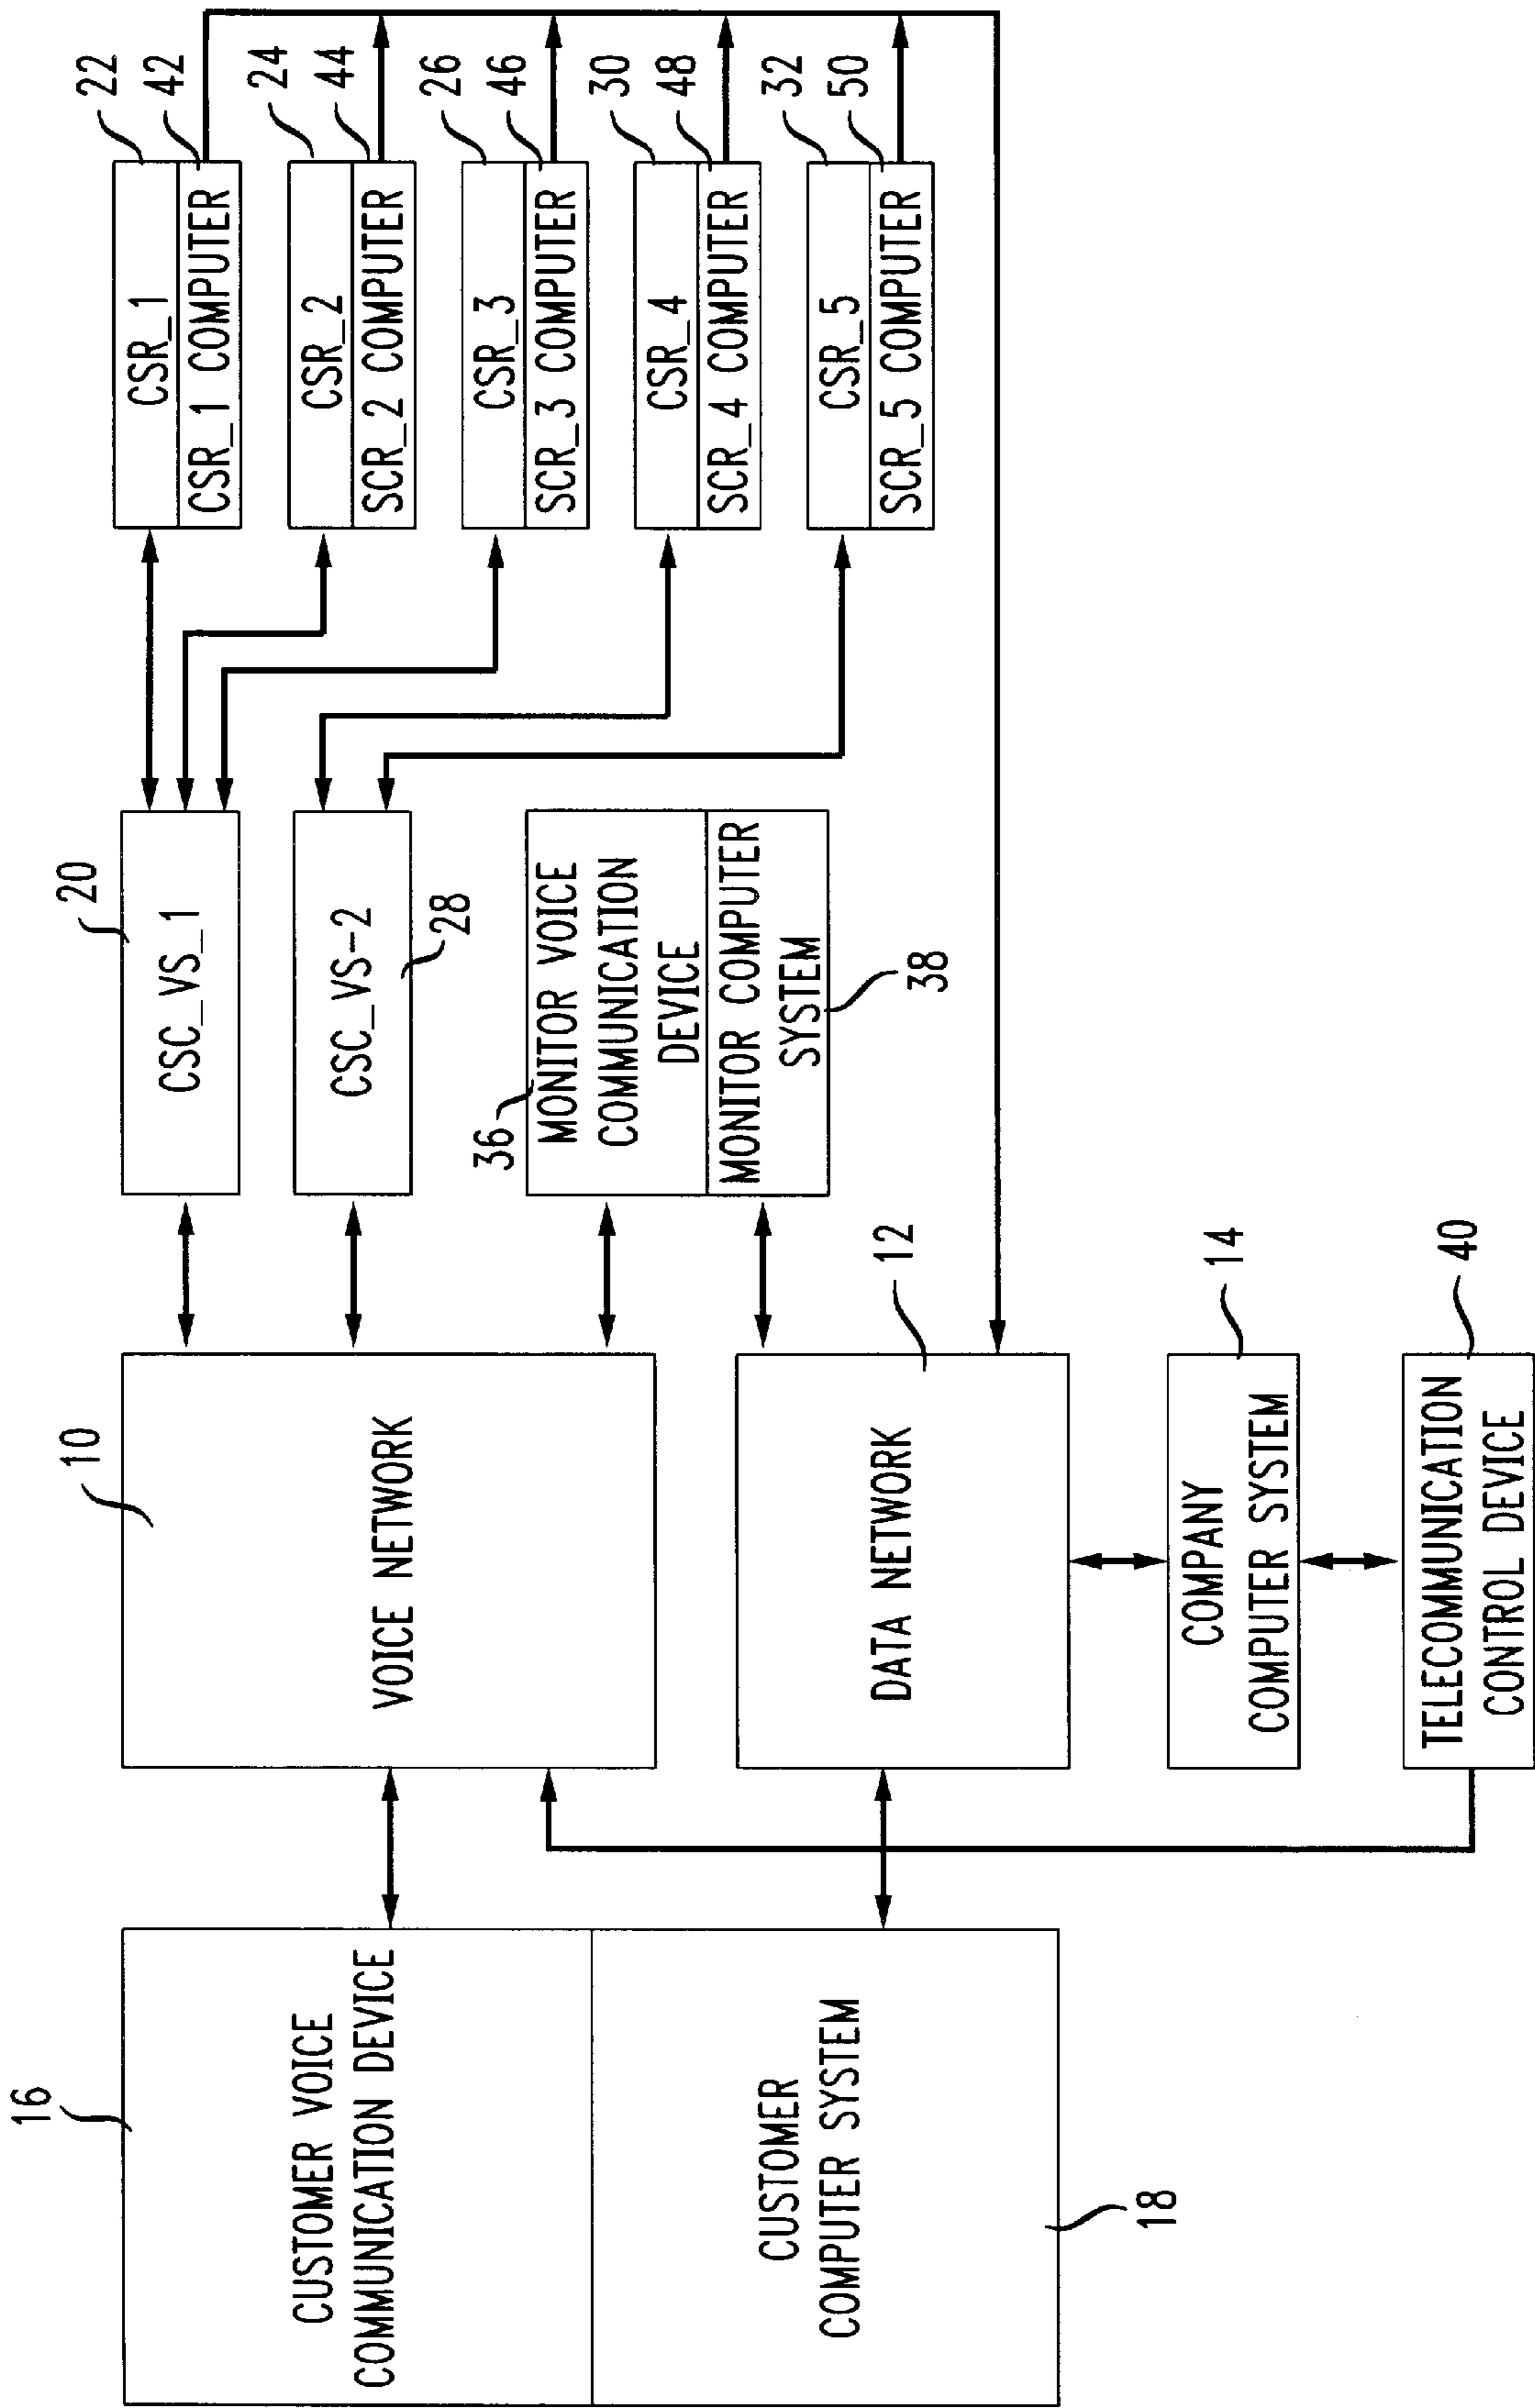 16
CUSTOMER VOICE
COMMUNICATION DEVICE
CUSTOMER
COMPUTER SYSTEM
18
10
VOICE NETWORK
DATA NETWORK
12
COMPANY
COMPUTER SYSTEM
14
TELECOMMUNICATION
CONTROL DEVICE
40
20
CSC_VS_1
CSC_VS-2
28
36
MONITOR VOICE
COMMUNICATION
DEVICE
MONITOR COMPUTER
SYSTEM
38
CSR_1
22
CSR_1 COMPUTER
42
CSR_2
24
SCR_2 COMPUTER
44
CSR_3
26
SCR_3 COMPUTER
46
CSR_4
30
SCR_4 COMPUTER
48
CSR_5
32
SCR_5 COMPUTER
50